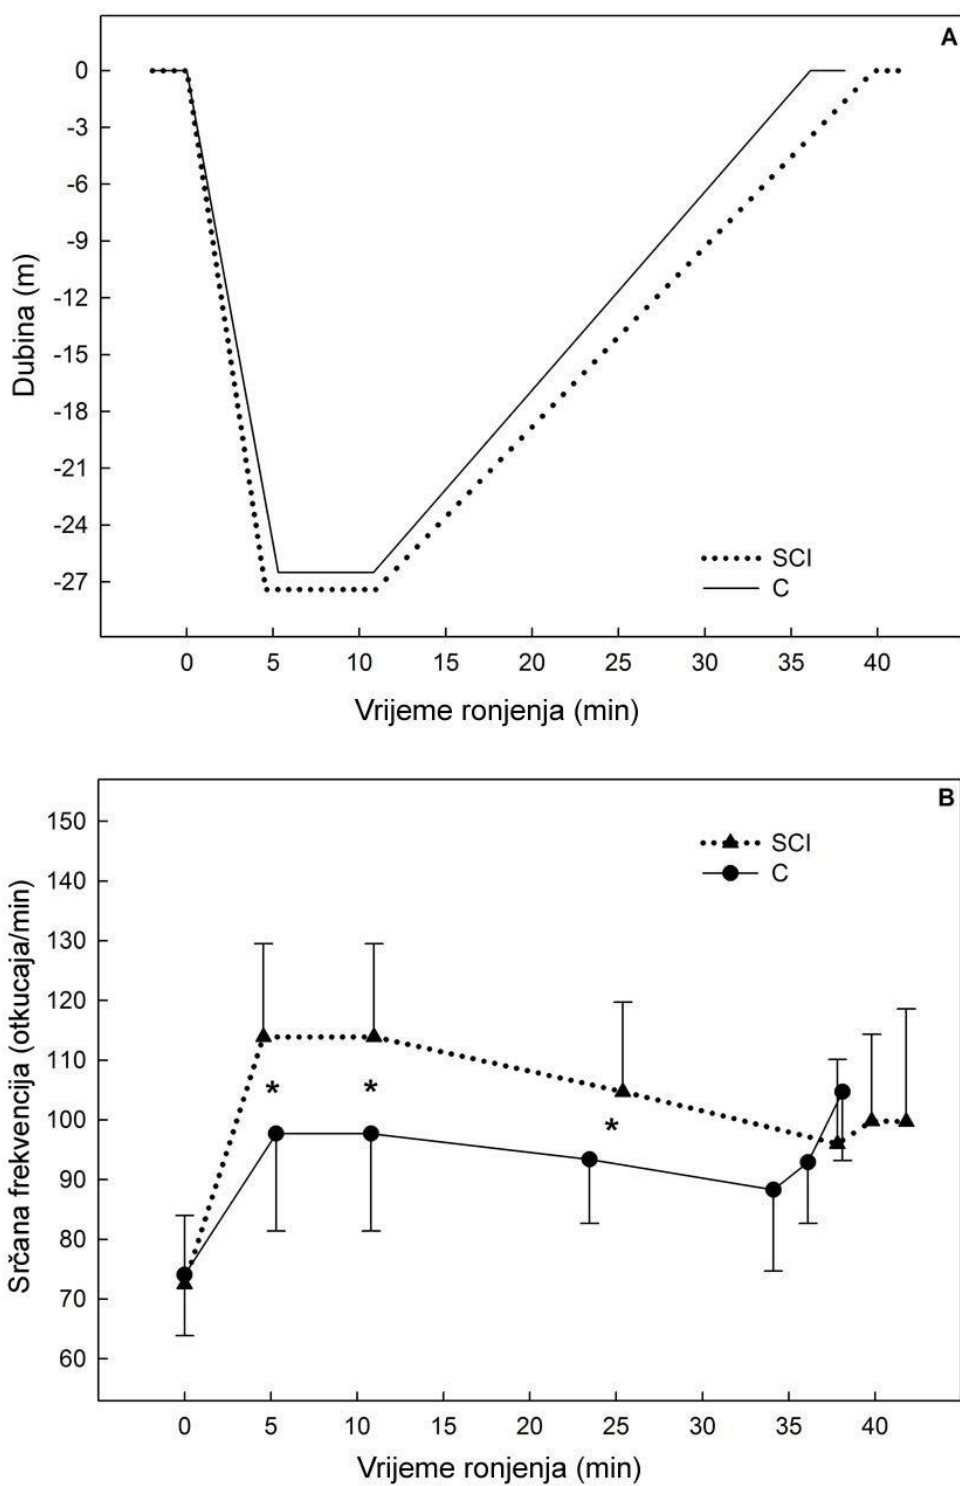 A
0
-3
-6
-9
-12
-15
-18
-21
-24
-27
Dubina (m)
SCI
C
0 5 10 15 20 25 30 35 40
Vrijeme ronjenja (min)
B
150
140
130
120
110
100
90
80
70
60
Srčana frekvencija (otkucaja/min)
SCI
C
* * *
0 5 10 15 20 25 30 35 40
Vrijeme ronjenja (min)